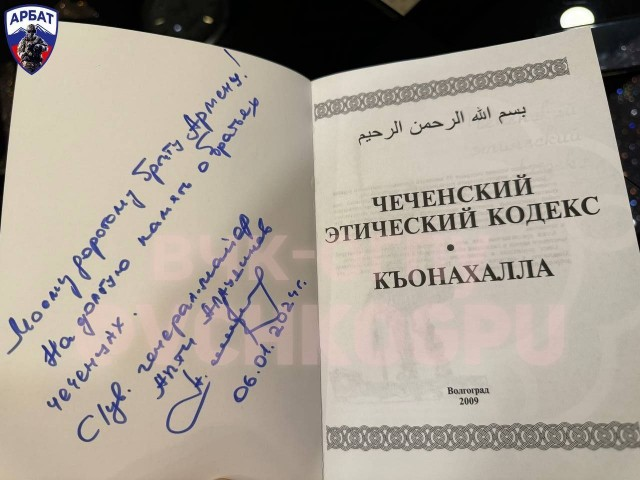 АРБАТ
Моему дорогому брату Армену!
На долгую память о братьях
чеченцах.
С ув. генерал-майор
Апти Алаудинов
06.01.2024г.
بسم الله الرحمن الرحيم
ЧЕЧЕНСКИЙ
ЭТИЧЕСКИЙ КОДЕКС
•
КЪОНАХАЛЛА
Волгоград
2009